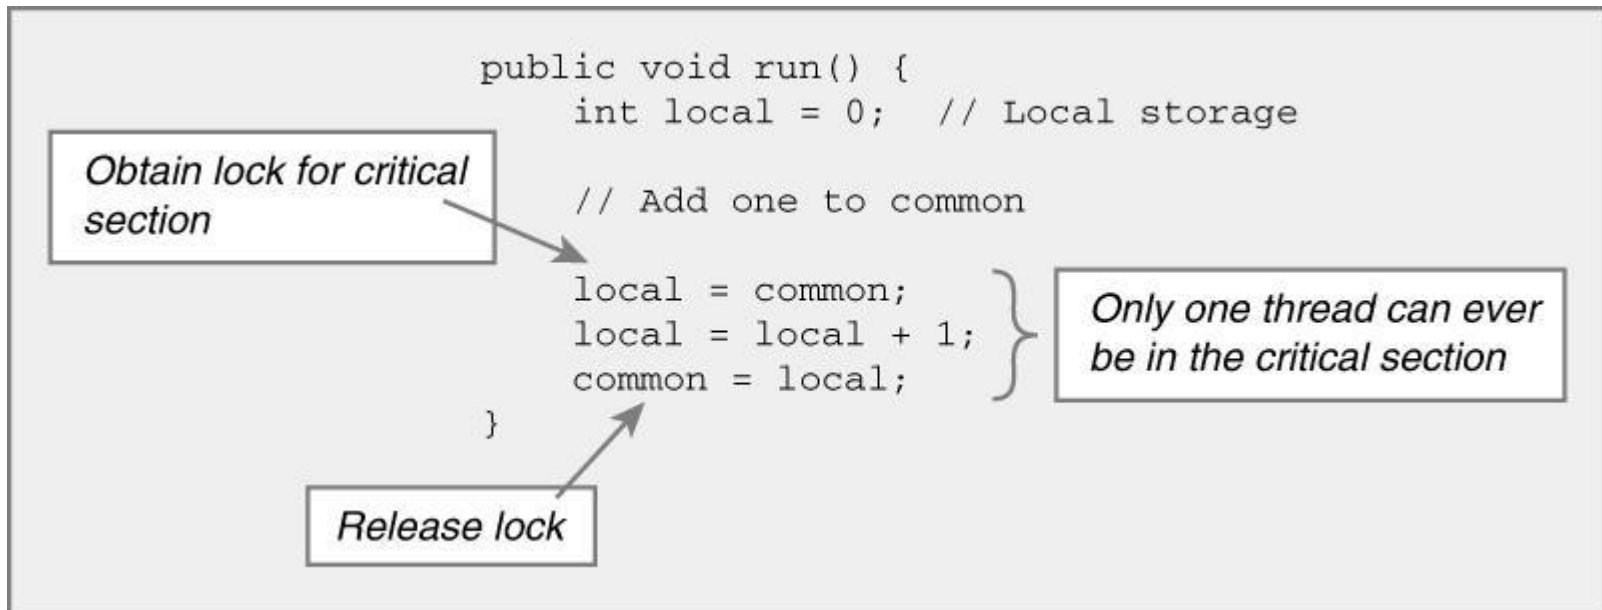 public void run() {
int local = 0;  // Local storage
Obtain lock for critical
section
// Add one to common
local = common;
local = local + 1;
common = local;
}
Only one thread can ever
be in the critical section
Release lock